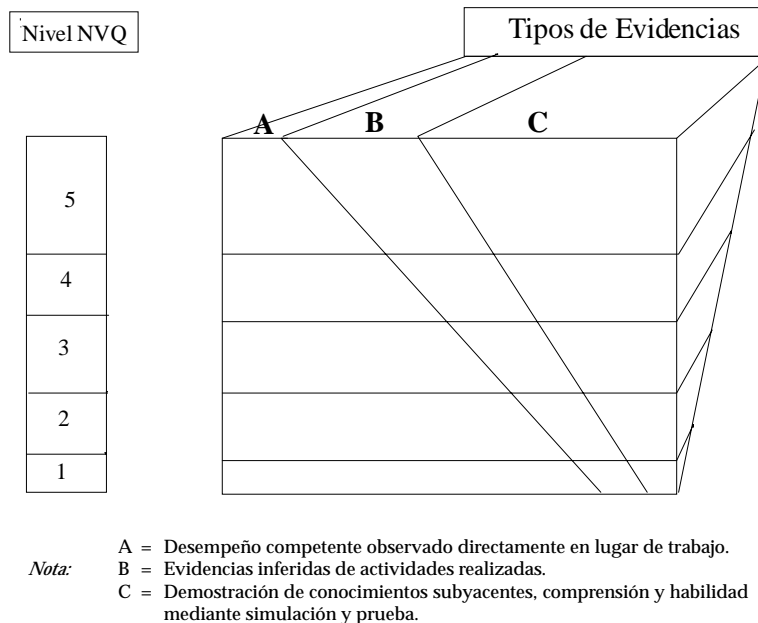 Nivel NVQ
Tipos de Evidencias
A B C
5
4
3
2
1
Nota:
A = Desempeño competente observado directamente en lugar de trabajo.
B = Evidencias inferidas de actividades realizadas.
C = Demostración de conocimientos subyacentes, comprensión y habilidad
mediante simulación y prueba.